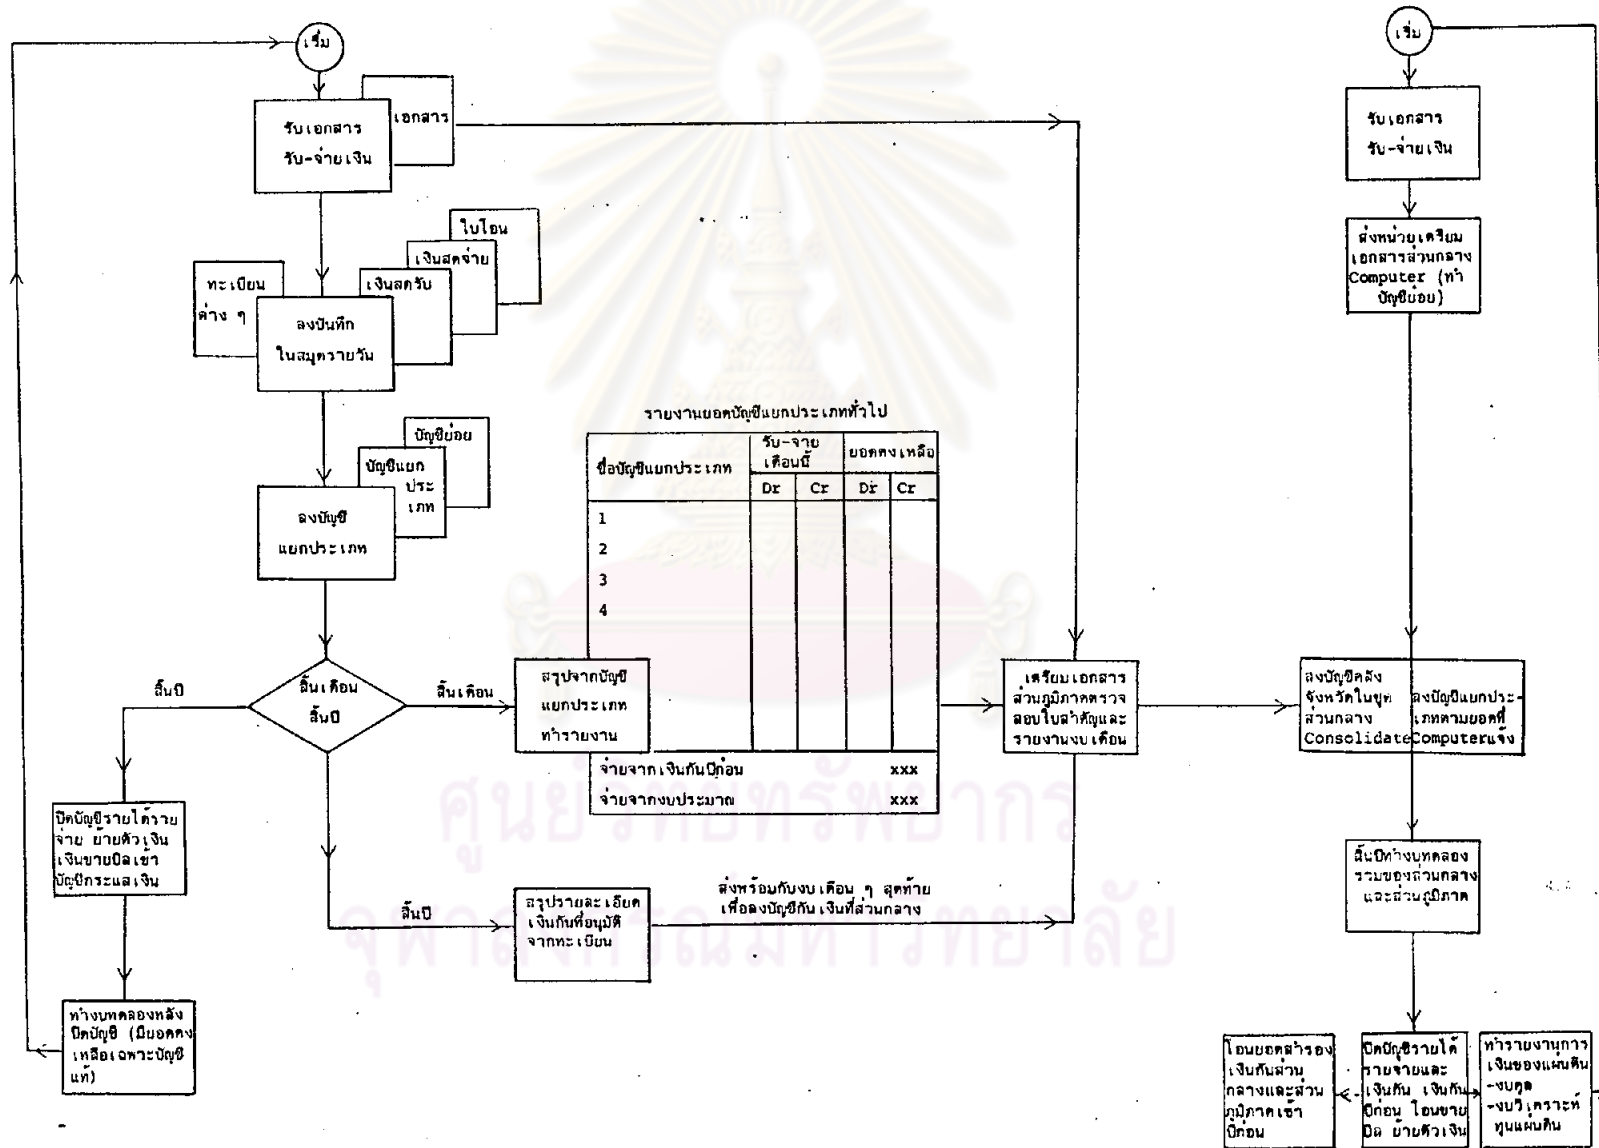 เริ่ม
รับเอกสาร
รับ-จ่ายเงิน
เอกสาร
ใบโอน
เงินสดจ่าย
เงินสดรับ
ทะเบียน
ต่าง ๆ
ลงบันทึก
ในสมุดรายวัน
บัญชีย่อย
บัญชีแยก
ประ
เภท
ลงบัญชี
แยกประเภท
สิ้นเดือน
สิ้นปี
สิ้นปี
สิ้นเดือน
ปิดบัญชีรายได้ราย
จ่าย ย้ายตัวเงิน
เงินขายบิลเข้า
บัญชีกระแสเงิน
ทำงบทดลองหลัง
ปิดบัญชี (มียอดคง
เหลือเฉพาะบัญชี
แท้)
รายงานยอดบัญชีแยกประเภททั่วไป
ชื่อบัญชีแยกประเภท
รับ-จ่าย
เดือนนี้
ยอดคงเหลือ
Dr Cr Dr Cr
1
2
3
4
สรุปจากบัญชี
แยกประเภท
ทำรายงาน
จ่ายจากเงินกันปีก่อน xxx
จ่ายจากงบประมาณ xxx
สิ้นปี
สรุปรายละเอียด
เงินกันที่อนุมัติ
จากทะเบียน
ส่งพร้อมกับงบเดือน ๆ สุดท้าย
เพื่อลงบัญชีกันเงินที่ส่วนกลาง
เตรียมเอกสาร
ส่วนภูมิภาคตรวจ
สอบใบสำคัญและ
รายงานงบเดือน
เริ่ม
รับเอกสาร
รับ-จ่ายเงิน
ส่งหน่วยเตรียม
เอกสารส่วนกลาง
Computer (ทำ
บัญชีย่อย)
ลงบัญชีคลัง
จังหวัดในชุด
ส่วนกลาง
Consolidate
ลงบัญชีแยกประ-
เภทตามยอดที่
Computerแจ้ง
สิ้นปีทำงบทดลอง
รวมของส่วนกลาง
และส่วนภูมิภาค
โอนยอดสำรอง
เงินกันส่วน
กลางและส่วน
ภูมิภาคเข้า
ปีก่อน
ปิดบัญชีรายได้
รายจ่ายและ
เงินกัน เงินกัน
ปีก่อน โอนขาย
บิล ย้ายตัวเงิน
ทำรายงานการ
เงินของแผ่นดิน
-งบดุล
-งบวิเคราะห์
ทุนแผ่นดิน
ศูนย์วิทยทรัพยากร
จุฬาลงกรณ์มหาวิทยาลัย